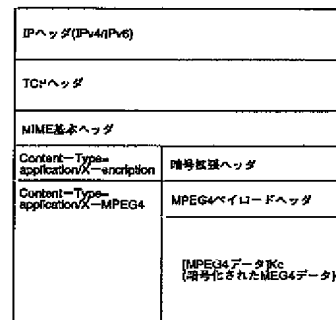 IPヘッダ(IPv4/IPv6)
TCPヘッダ
MIME基本ヘッダ
Content-Type=
application/X-encription
暗号拡張ヘッダ
Content-Type=
application/X-MPEG4
MPEG4ペイロードヘッダ
[MPEG4データ]Kc
(暗号化されたMEG4データ)